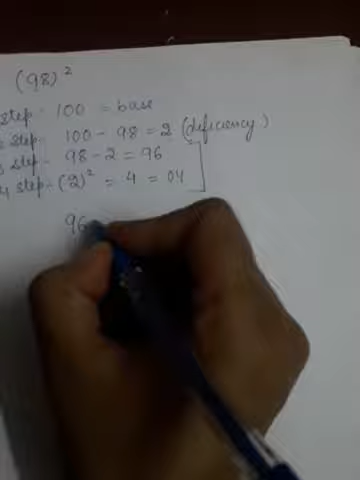 (98)²
step - 100 = base
step - 100 - 98 = 2 (deficiency)
step - 98 - 2 = 96
4 step - (2)² = 4 = 04
96